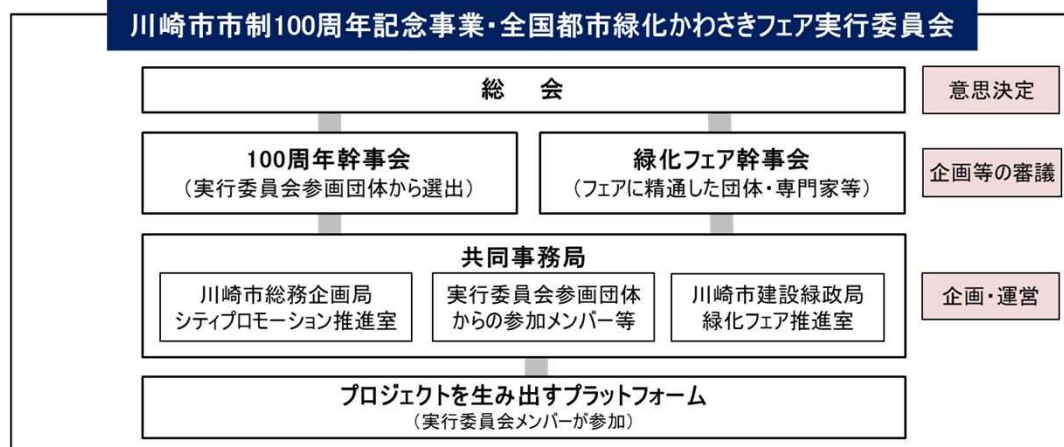 川崎市市制100周年記念事業・全国都市緑化かわさきフェア実行委員会
総 会
意思決定
100周年幹事会
(実行委員会参画団体から選出)
緑化フェア幹事会
(フェアに精通した団体・専門家等)
企画等の審議
共同事務局
川崎市総務企画局
シティプロモーション推進室
実行委員会参画団体
からの参加メンバー等
川崎市建設緑政局
緑化フェア推進室
企画・運営
プロジェクトを生み出すプラットフォーム
(実行委員会メンバーが参加)